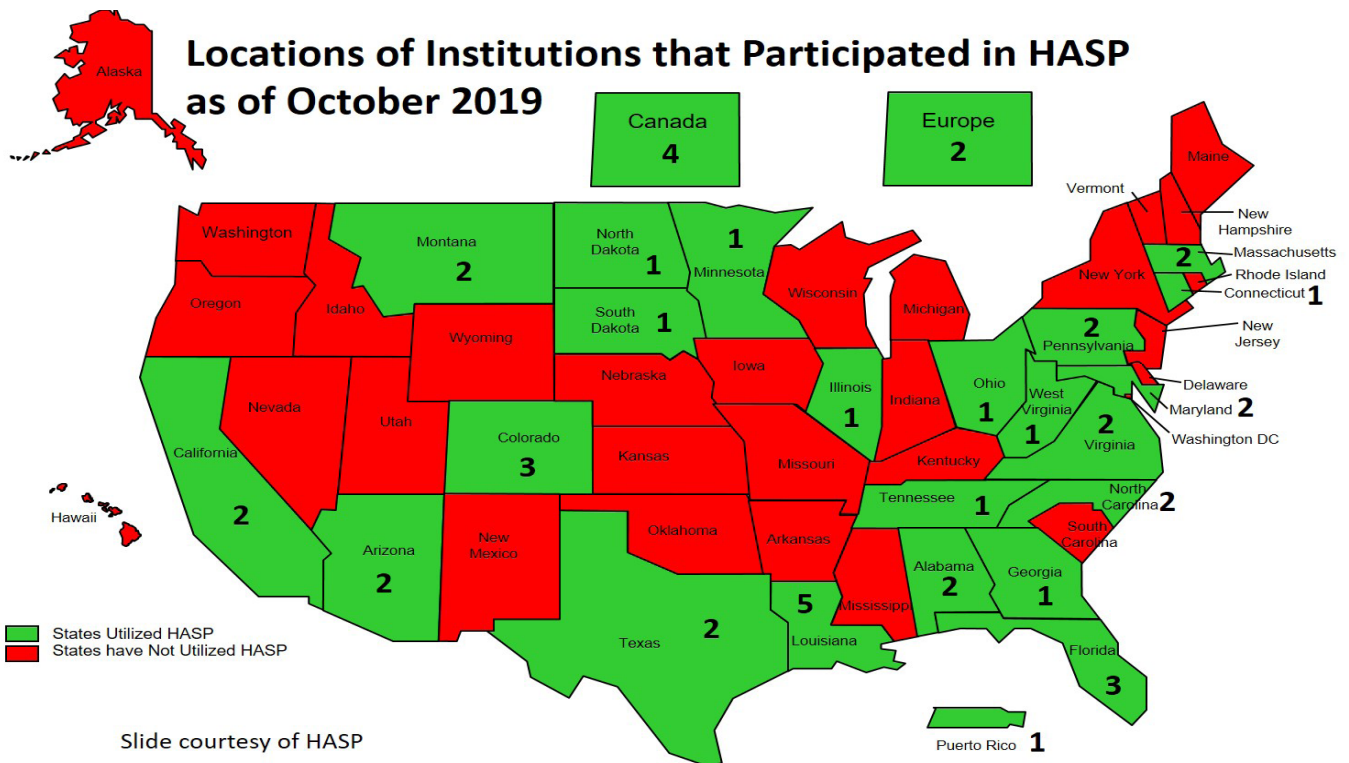 Locations of Institutions that Participated in HASP
as of October 2019
Alaska
Canada
4
Europe
2
Maine
Vermont
New
Hampshire
Massachusetts
2
Rhode Island
Connecticut 1
New York
New
Jersey
Washington
Montana
2
North
Dakota
1
1
Minnesota
Wisconsin
Michigan
Oregon
Idaho
Wyoming
South
Dakota
1
Iowa
Nebraska
2
Pennsylvania
Delaware
Maryland 2
Washington DC
Nevada
Utah
Colorado
3
Kansas
Missouri
Illinois
1
Indiana
Ohio
1
West
Virginia
1
2
Virginia
Kentucky
California
2
Tennessee 1
North
Carolina 2
South
Carolina
Hawaii
Arizona
2
New
Mexico
Oklahoma
Arkansas
Mississippi
Alabama
2
Georgia
1
Texas
2
5
Louisiana
Florida
3
Puerto Rico 1
States Utilized HASP
States have Not Utilized HASP
Slide courtesy of HASP